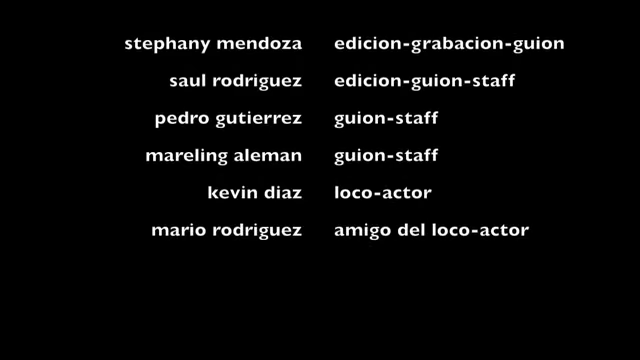 stephany mendoza edicion-grabacion-guion
saul rodriguez edicion-guion-staff
pedro gutierrez guion-staff
mareling aleman guion-staff
kevin diaz loco-actor
mario rodriguez amigo del loco-actor